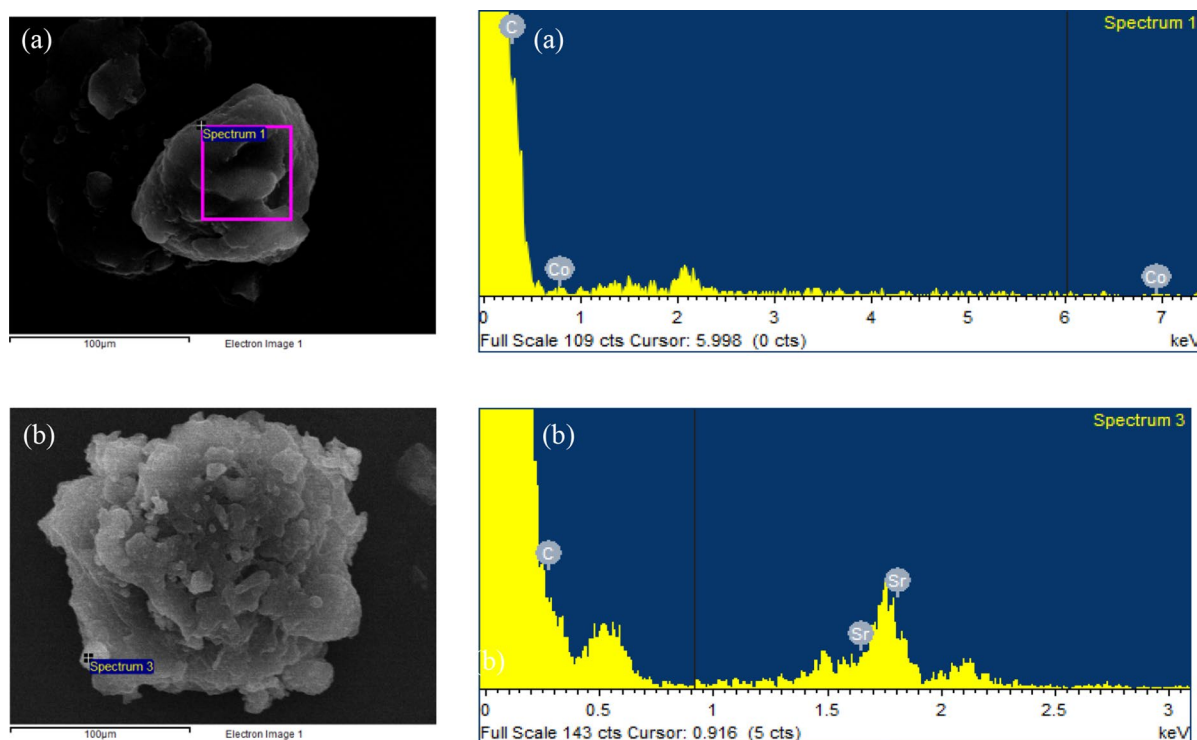 (a)
Spectrum 1
100µm
Electron Image 1
(a)
Spectrum 1
C
Co
Co
0 1 2 3 4 5 6 7
Full Scale 109 cts Cursor: 5.998 (0 cts)
keV
(b)
Spectrum 3
100µm
Electron Image 1
(b)
Spectrum 3
C
Sr
Sr
b)
0 0.5 1 1.5 2 2.5 3
Full Scale 143 cts Cursor: 0.916 (5 cts)
keV